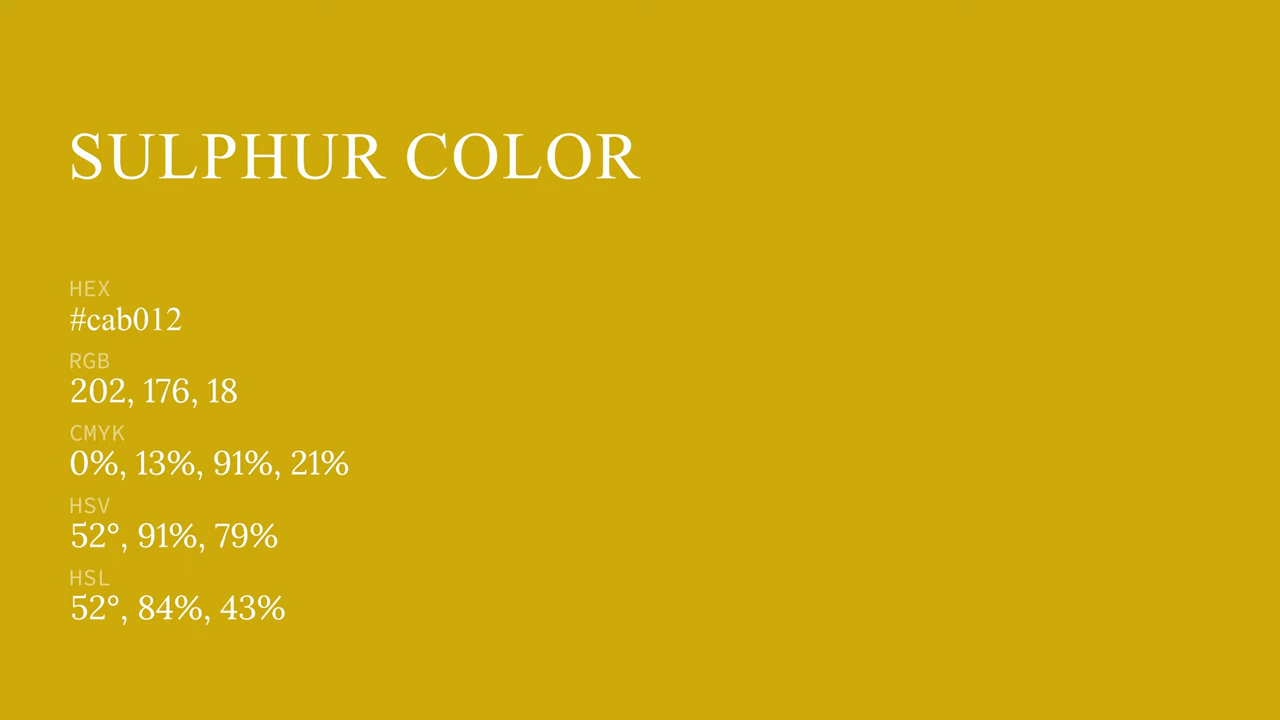 SULPHUR COLOR
HEX
#cab012
RGB
202, 176, 18
CMYK
0%, 13%, 91%, 21%
HSV
52°, 91%, 79%
HSL
52°, 84%, 43%